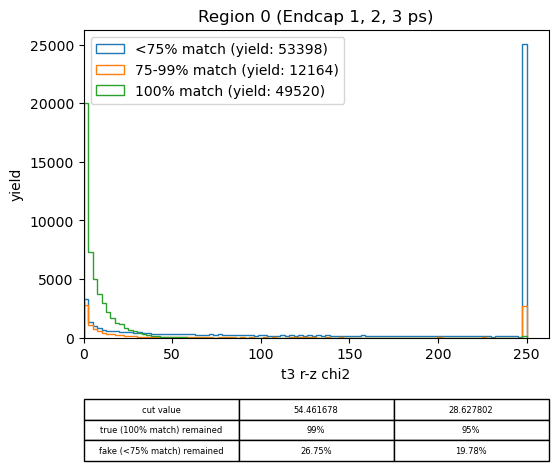 Region 0 (Endcap 1, 2, 3 ps)
<75% match (yield: 53398)
75-99% match (yield: 12164)
100% match (yield: 49520)
25000
20000
15000
10000
5000
0
yield
0 50 100 150 200 250
t3 r-z chi2
cut value 54.461678 28.627802
true (100% match) remained 99% 95%
fake (<75% match) remained 26.75% 19.78%